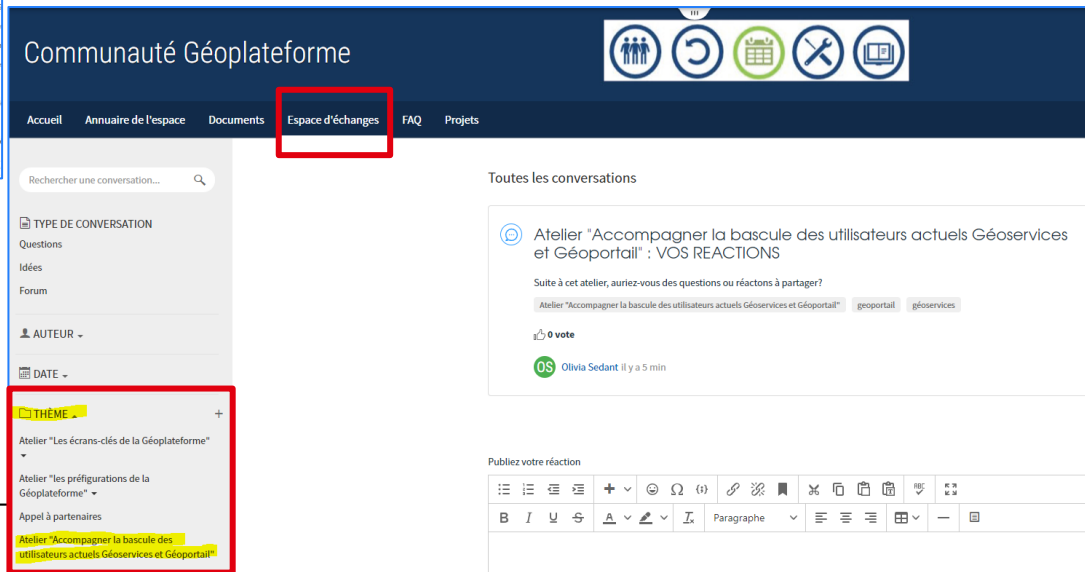 Communauté Géoplateforme
Accueil
Annuaire de l'espace
Documents
Espace d'échanges
FAQ
Projets
Rechercher une conversation...
TYPE DE CONVERSATION
Questions
Idées
Forum
AUTEUR
DATE
THÈME
+
Atelier "Les écrans-clés de la Géoplateforme"
Atelier "les préfigurations de la
Géoplateforme"
Appel à partenaires
Atelier "Accompagner la bascule des
utilisateurs actuels Géoservices et Géoportail"
Toutes les conversations
Atelier "Accompagner la bascule des utilisateurs actuels Géoservices
et Géoportail" : VOS REACTIONS
Suite à cet atelier, auriez-vous des questions ou réactons à partager?
Atelier "Accompagner la bascule des utilisateurs actuels Géoservices et Géoportail"
geoportail
géoservices
0 vote
OS
Olivia Sedant il y a 5 min
Publiez votre réaction
B I U S A Paragraphe